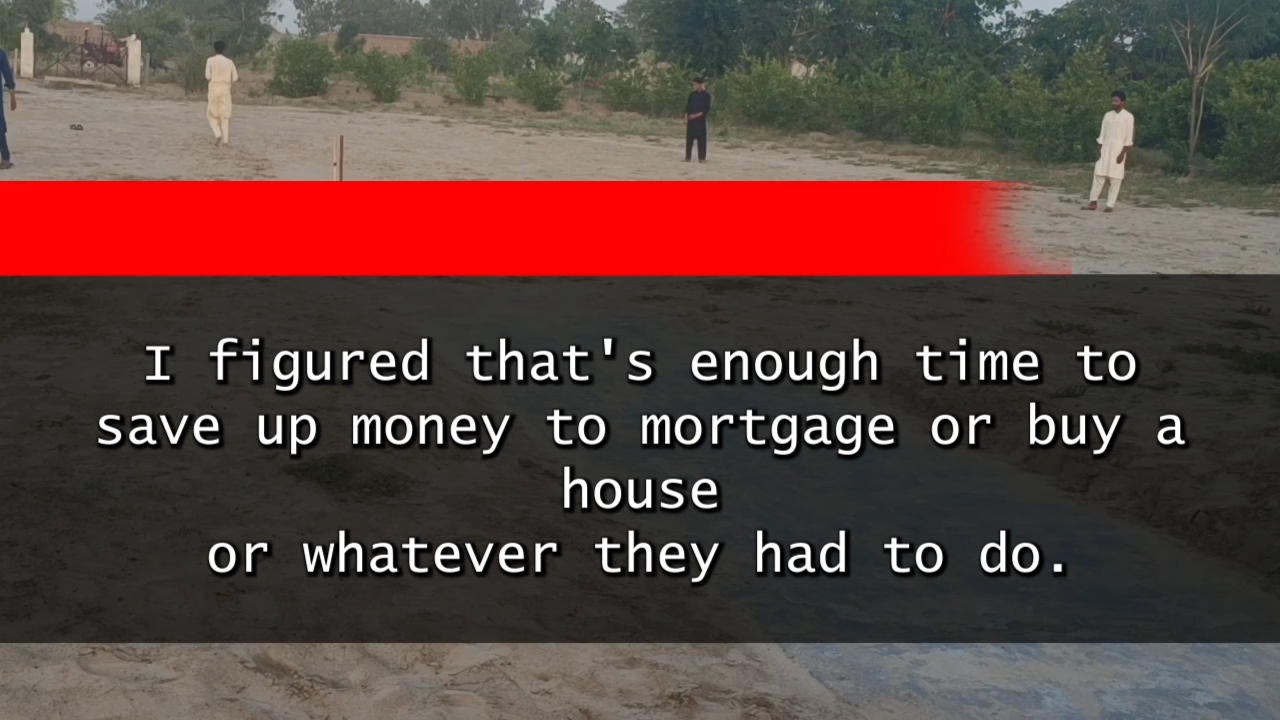 I figured that's enough time to
save up money to mortgage or buy a
house
or whatever they had to do.